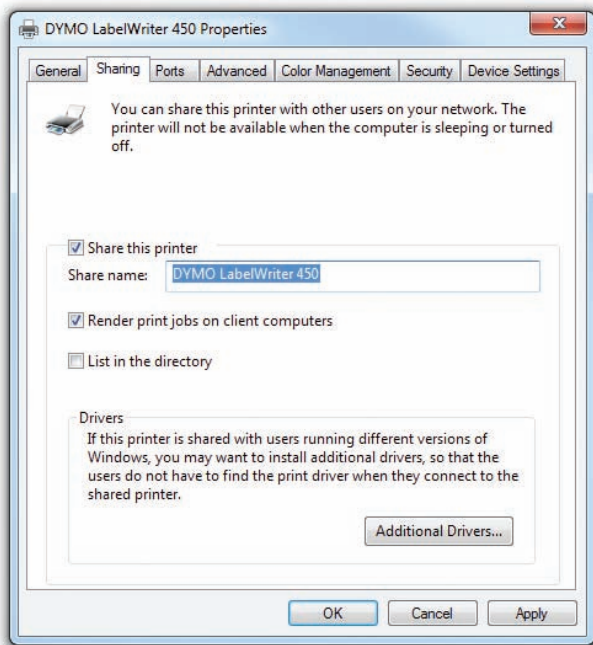 DYMO LabelWriter 450 Properties
General Sharing Ports Advanced Color Management Security Device Settings
You can share this printer with other users on your network. The
printer will not be available when the computer is sleeping or turned
off.
Share this printer
Share name: DYMO LabelWriter 450
Render print jobs on client computers
List in the directory
Drivers
If this printer is shared with users running different versions of
Windows, you may want to install additional drivers, so that the
users do not have to find the print driver when they connect to the
shared printer.
Additional Drivers...
OK Cancel Apply